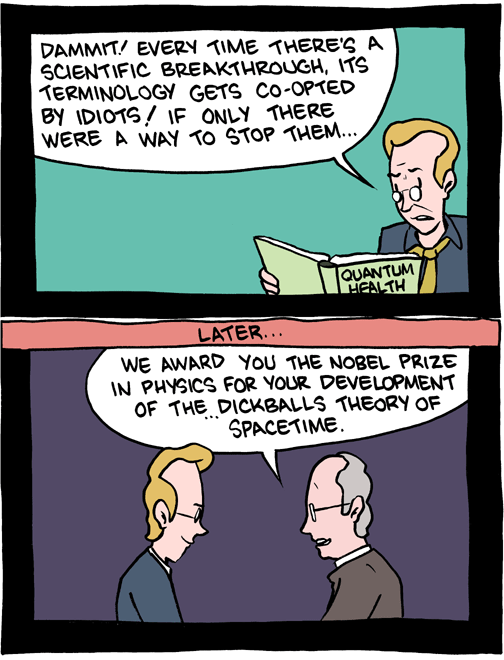 DAMMIT! EVERY TIME THERE'S A
SCIENTIFIC BREAKTHROUGH, ITS
TERMINOLOGY GETS CO-OPTED
BY IDIOTS! IF ONLY THERE
WERE A WAY TO STOP THEM...
QUANTUM
HEALTH
LATER...
WE AWARD YOU THE NOBEL PRIZE
IN PHYSICS FOR YOUR DEVELOPMENT
OF THE...DICKBALLS THEORY OF
SPACETIME.